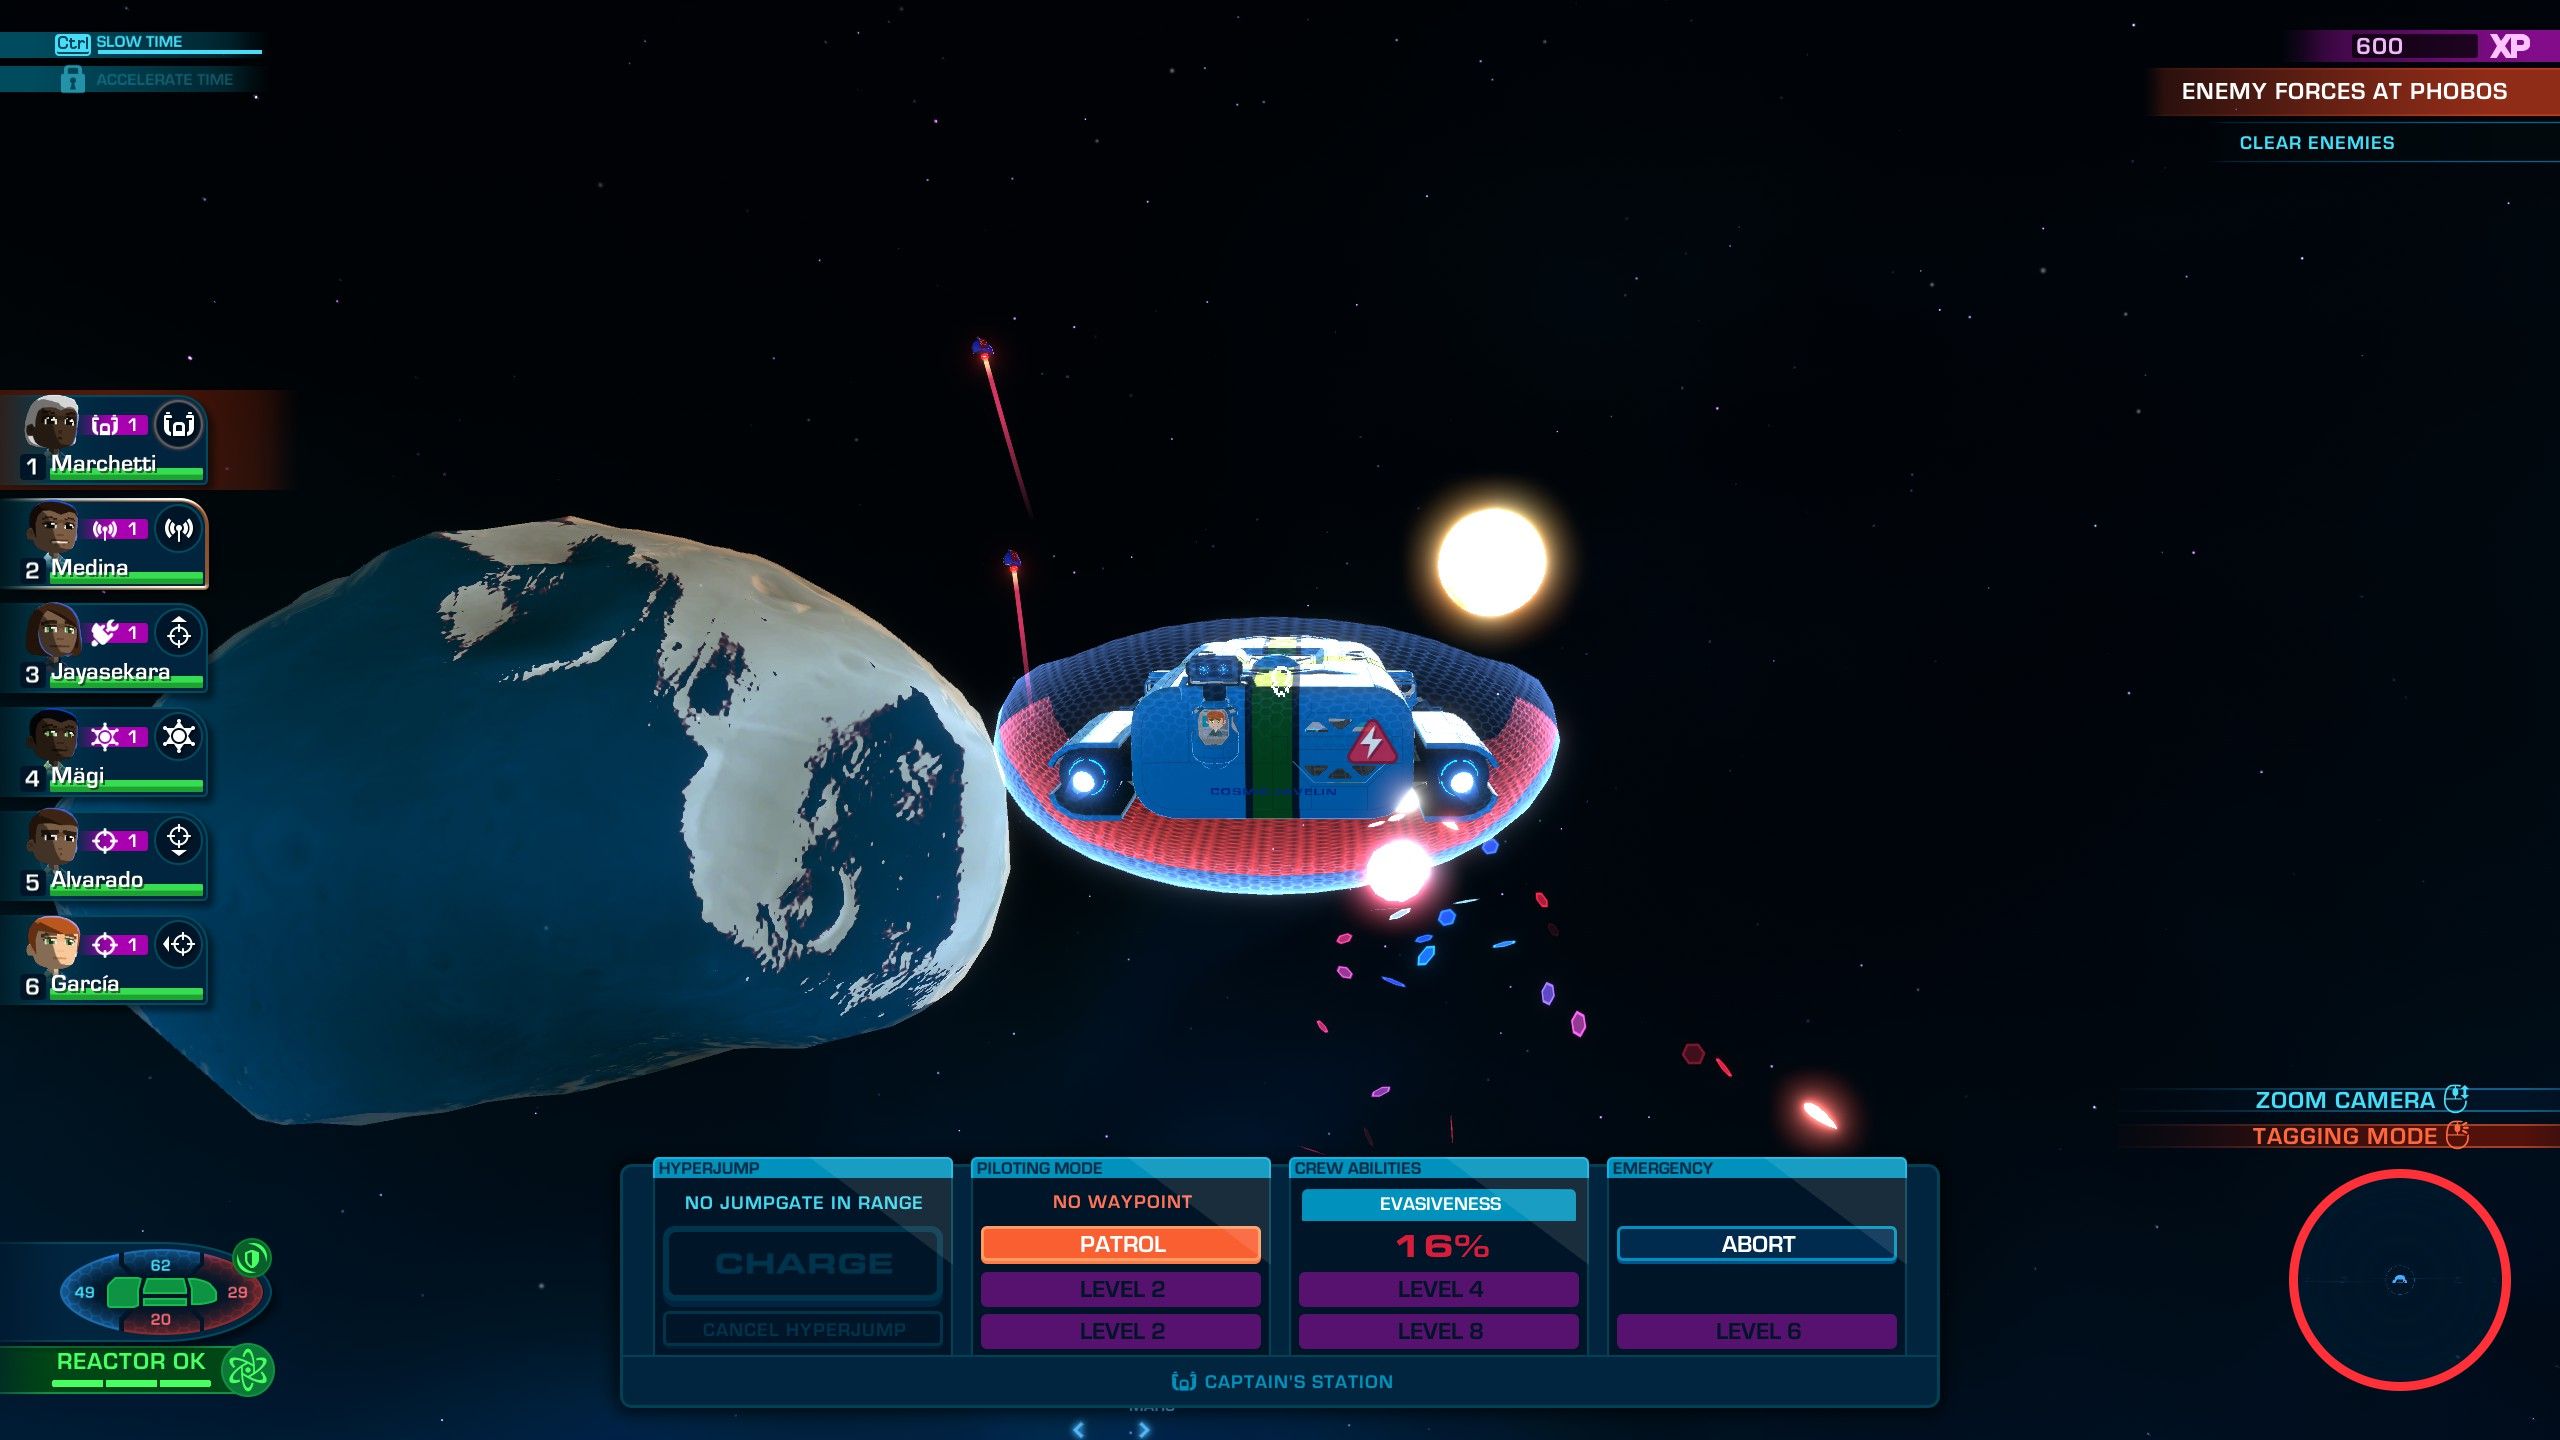 Ctrl SLOW TIME
ACCELERATE TIME
600 XP
ENEMY FORCES AT PHOBOS
CLEAR ENEMIES
1
1 Marchetti
1
2 Medina
1
3 Jayasekara
1
4 Mägi
1
5 Alvarado
1
6 García
COSMIC JAVELIN
ZOOM CAMERA
TAGGING MODE
62
49
29
20
REACTOR OK
HYPERJUMP
NO JUMPGATE IN RANGE
CHARGE
CANCEL HYPERJUMP
PILOTING MODE
NO WAYPOINT
PATROL
LEVEL 2
LEVEL 2
CREW ABILITIES
EVASIVENESS
16%
LEVEL 4
LEVEL 8
EMERGENCY
ABORT
LEVEL 6
CAPTAIN'S STATION
MARS